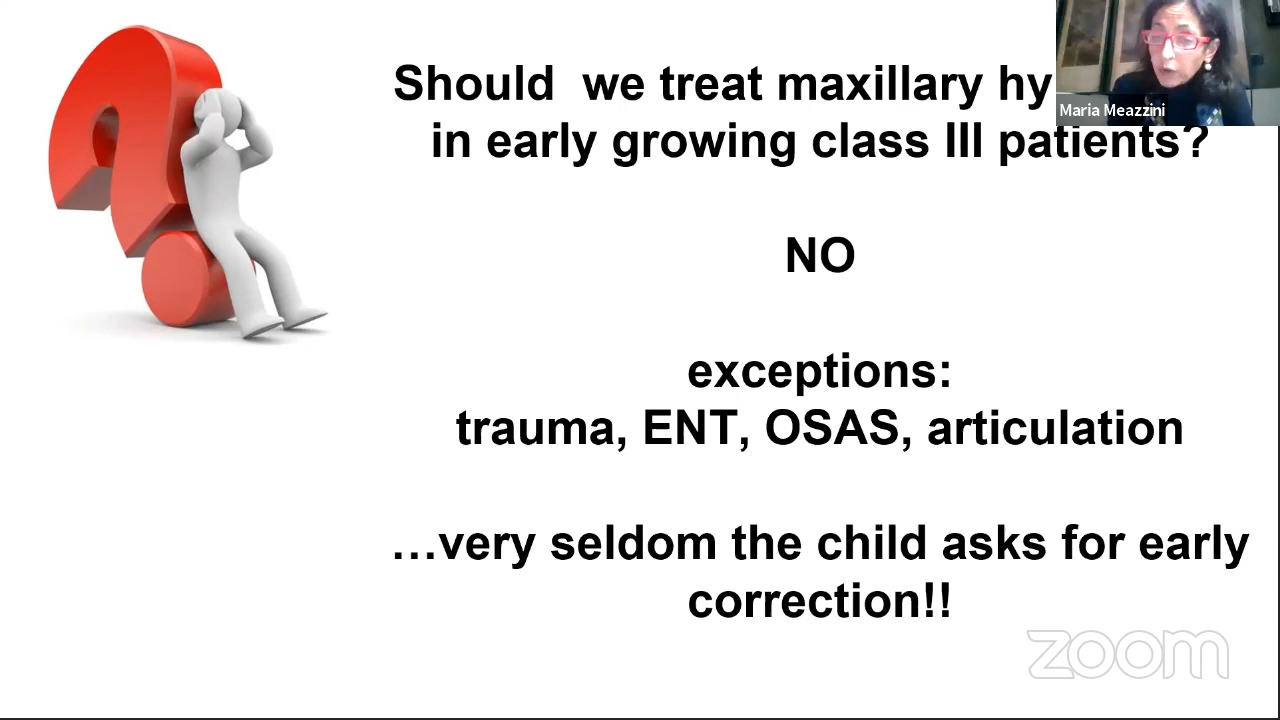 Should we treat maxillary hy
in early growing class III patients?
NO
exceptions:
trauma, ENT, OSAS, articulation
...very seldom the child asks for early
correction!!
Maria Meazzini
zoom